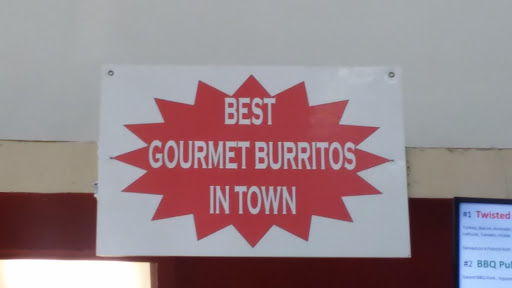 BEST
GOURMET BURRITOS
IN TOWN
#1 Twisted
#2 BBQ Pul